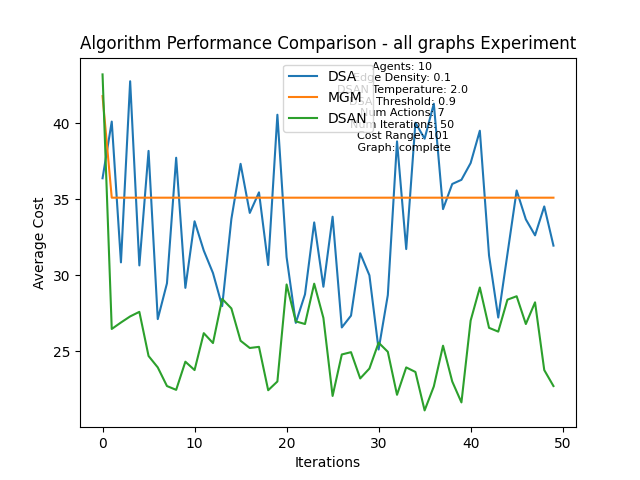 Algorithm Performance Comparison - all graphs Experiment
DSA
MGM
DSAN
Agents: 10
Edge Density: 0.1
DSAN Temperature: 2.0
DSA Threshold: 0.9
Num Actions: 7
Num Iterations: 50
Cost Range: 101
Graph: complete
Average Cost
40
35
30
25
0
10
20
30
40
50
Iterations